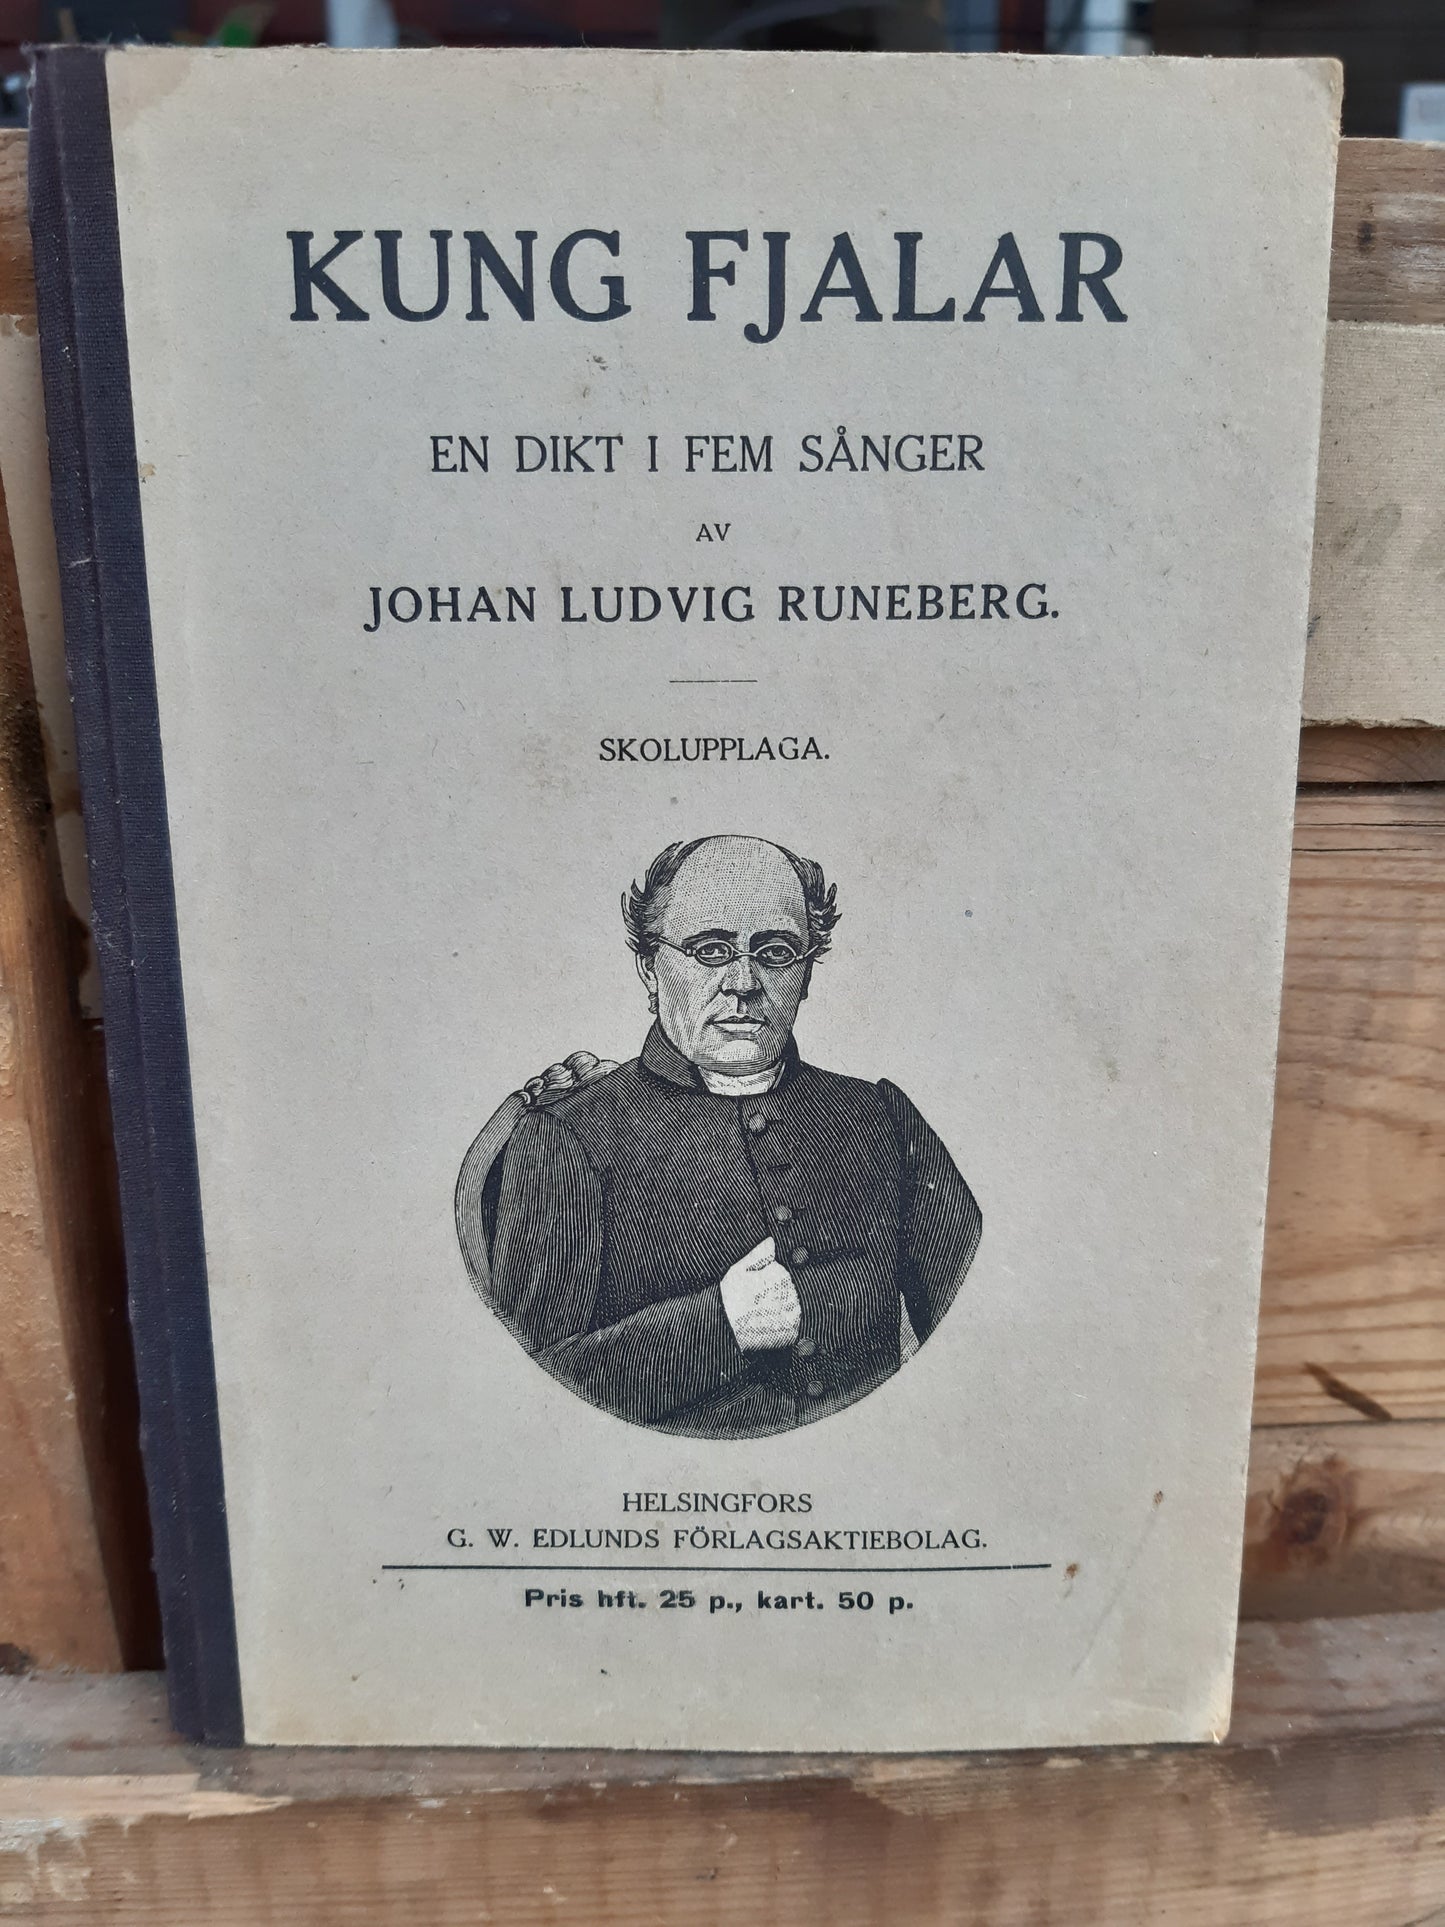 KUNG FJALAR
EN DIKT I FEM SÅNGER
AV
JOHAN LUDVIG RUNEBERG.
SKOLUPPLAGA.
HELSINGFORS
G. W. EDLUNDS FÖRLAGSAKTIEBOLAG.
Pris hft. 25 p., kart. 50 p.